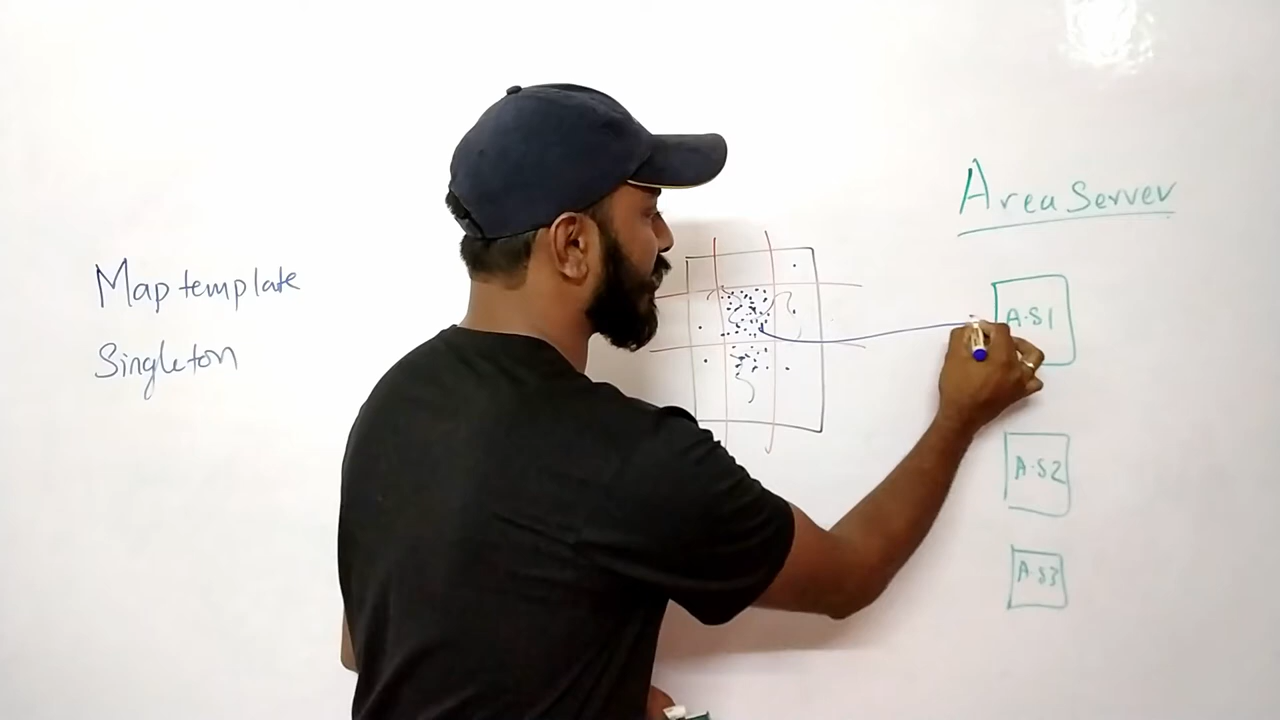 Map template
Singleton
Area Server
A.S1
A.S2
A.S3